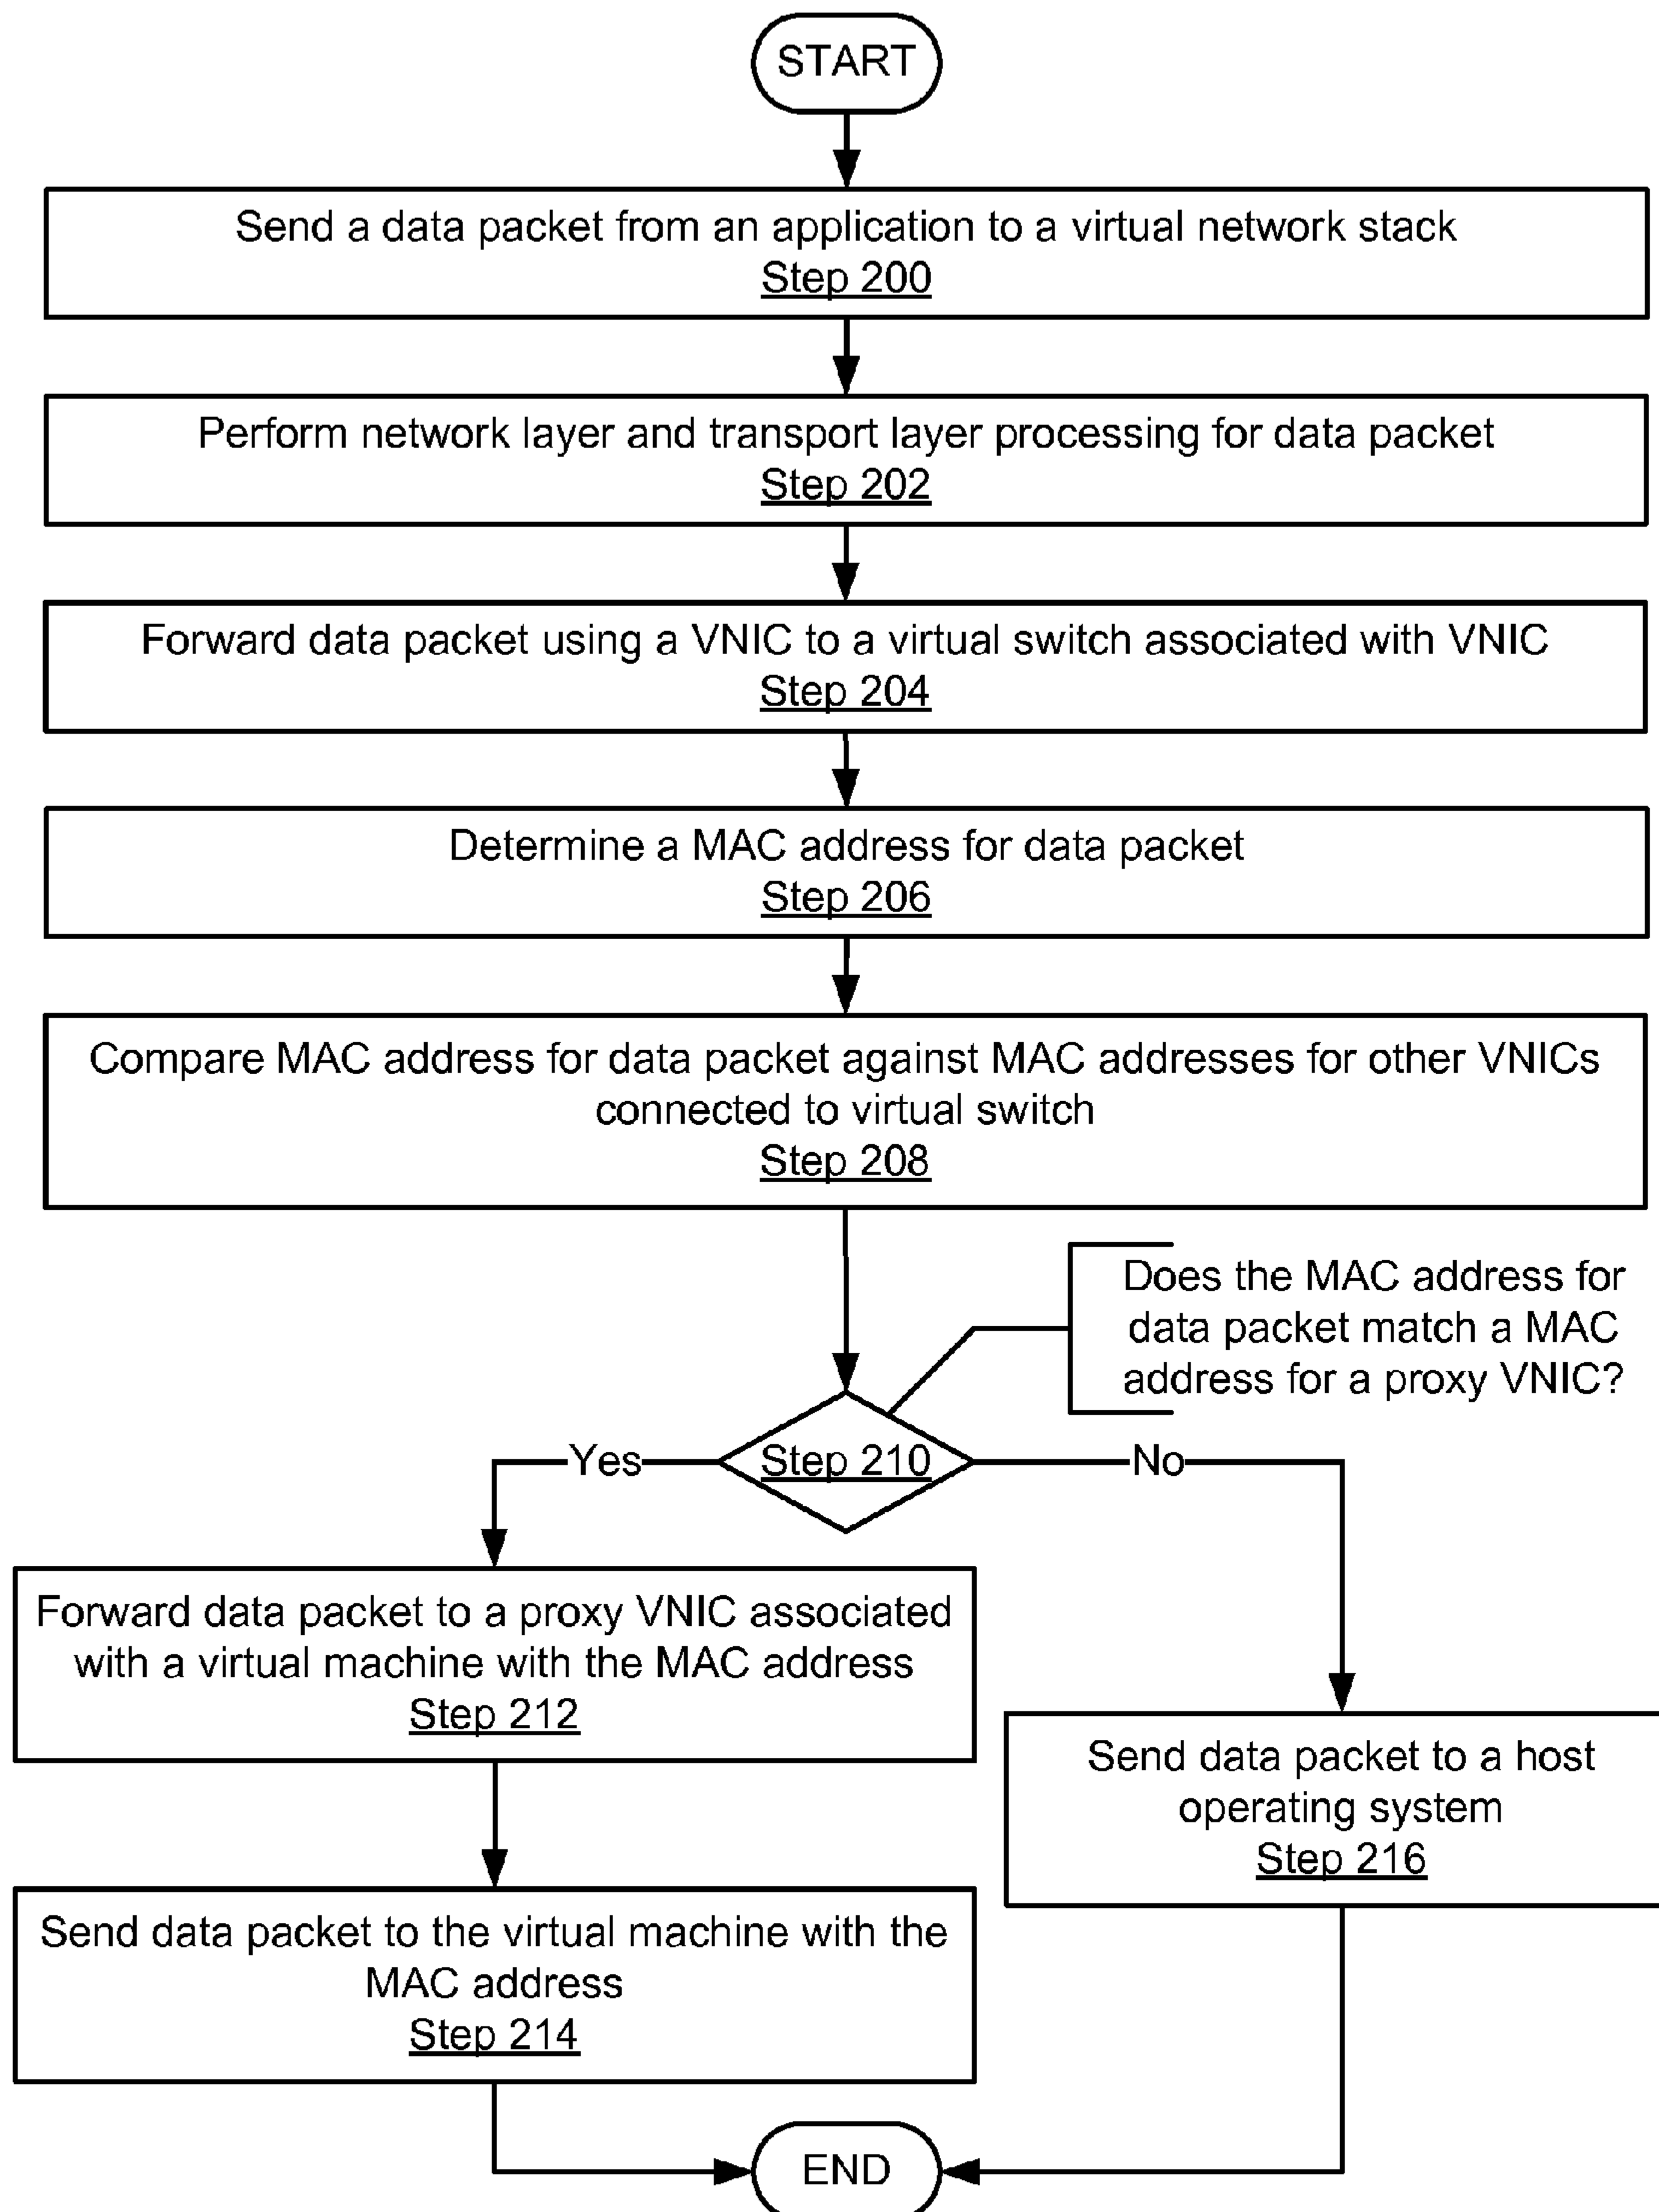 START
Send a data packet from an application to a virtual network stack
Step 200
Perform network layer and transport layer processing for data packet
Step 202
Forward data packet using a VNIC to a virtual switch associated with VNIC
Step 204
Determine a MAC address for data packet
Step 206
Compare MAC address for data packet against MAC addresses for other VNICs
connected to virtual switch
Step 208
Does the MAC address for
data packet match a MAC
address for a proxy VNIC?
Yes
Step 210
No
Forward data packet to a proxy VNIC associated
with a virtual machine with the MAC address
Step 212
Send data packet to a host
operating system
Step 216
Send data packet to the virtual machine with the
MAC address
Step 214
END